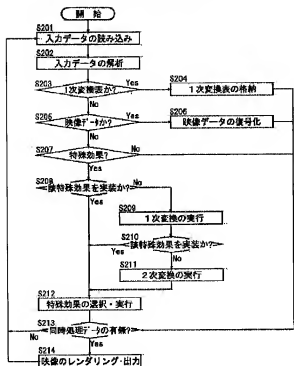 開始
S201
入力データの読み込み
S202
入力データの解析
S203
1次変換表か?
Yes
S204
1次変換表の格納
No
S205
映像データか?
Yes
S206
映像データの復号化
No
S207
特殊効果?
No
Yes
S208
該特殊効果を実装か?
No
Yes
S209
1次変換の実行
S210
該特殊効果を実装か?
Yes
No
S211
2次変換の実行
S212
特殊効果の選択・実行
S213
同時処理データの有無?
Yes
No
S214
映像のレンダリング・出力